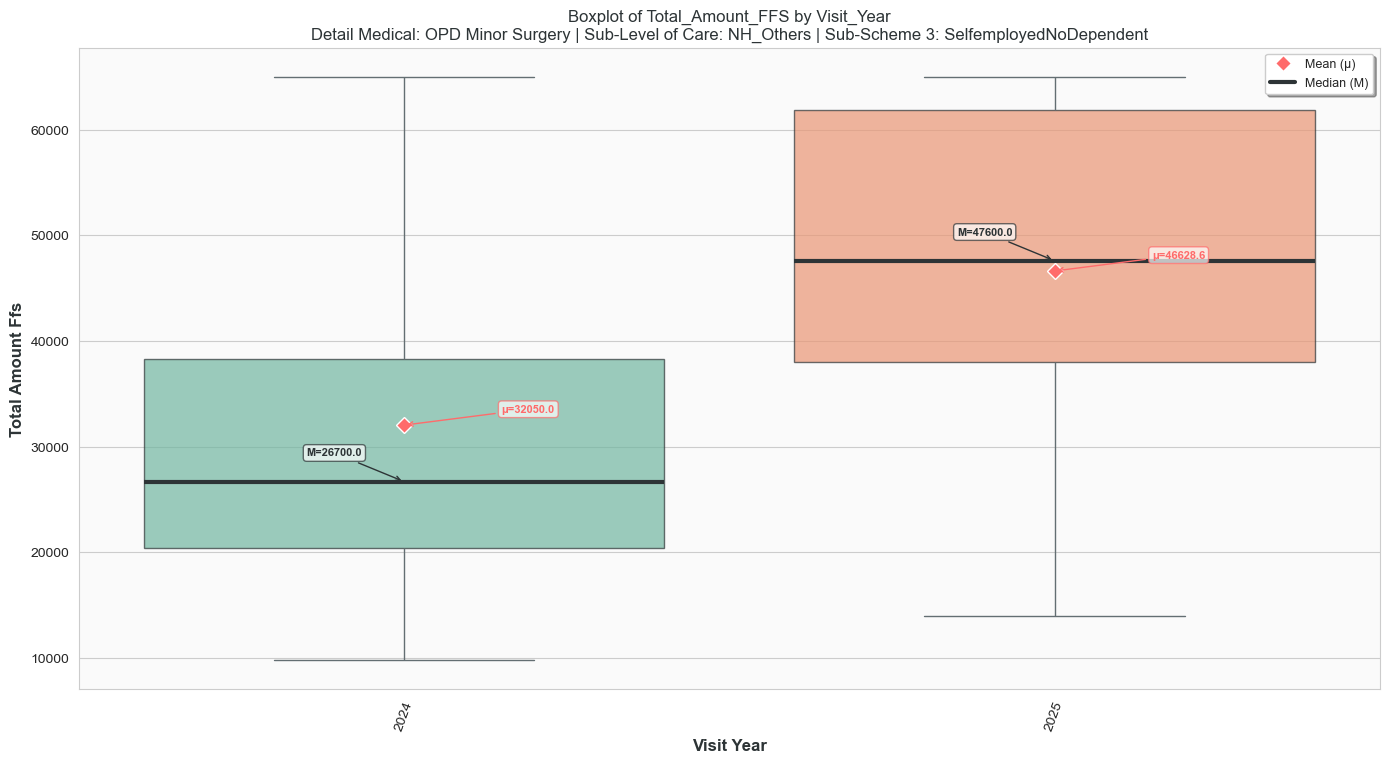 Boxplot of Total_Amount_FFS by Visit_Year
Detail Medical: OPD Minor Surgery | Sub-Level of Care: NH_Others | Sub-Scheme 3: SelfemployedNoDependent
Mean (μ)
Median (M)
Total Amount Ffs
60000
50000
40000
30000
20000
10000
M=47600.0
μ=46628.6
μ=32050.0
M=26700.0
2024
2025
Visit Year